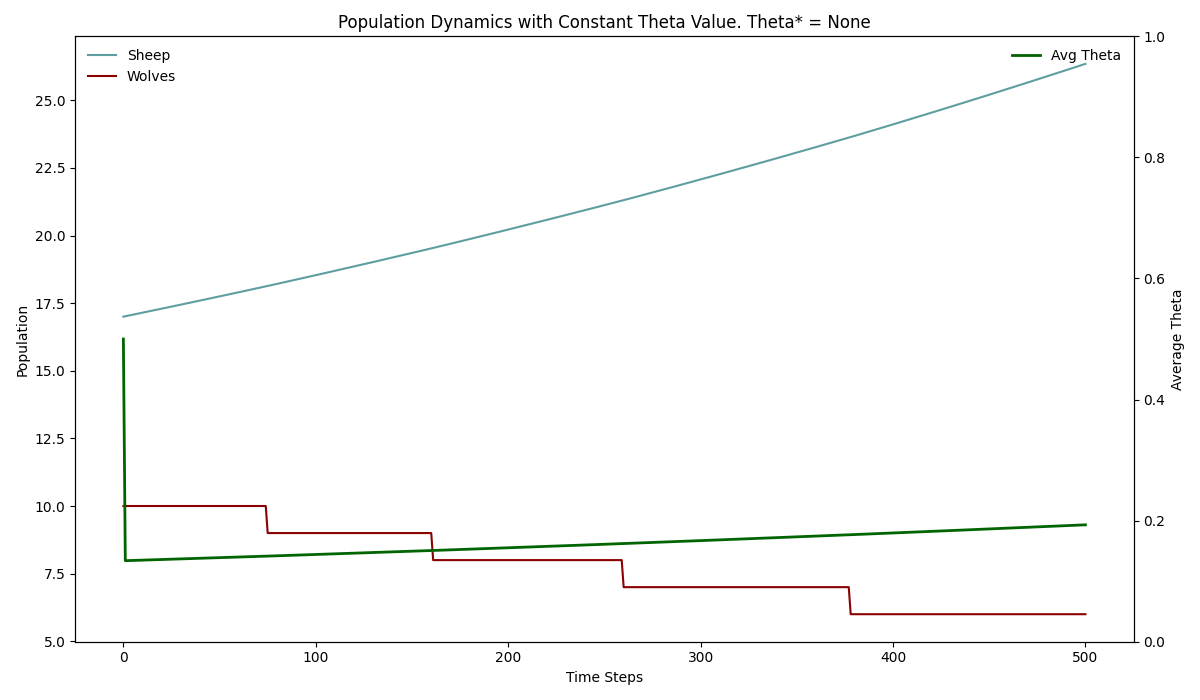 Population Dynamics with Constant Theta Value. Theta* = None
Sheep
Wolves
Avg Theta
Population
25.0
22.5
20.0
17.5
15.0
12.5
10.0
7.5
5.0
1.0
0.8
0.6
0.4
0.2
0.0
Average Theta
0 100 200 300 400 500
Time Steps